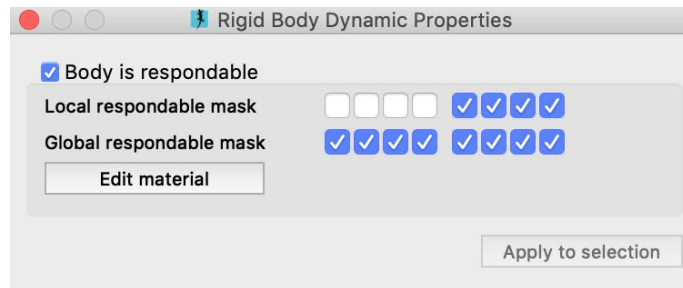 Rigid Body Dynamic Properties
Body is respondable
Local respondable mask
Global respondable mask
Edit material
Apply to selection